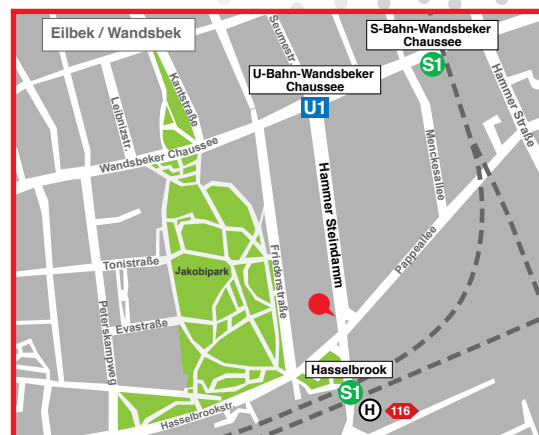 Eilbek / Wandsbek
S-Bahn-Wandsbeker
Chaussee
S1
U-Bahn-Wandsbeker
Chaussee
U1
Seumestr.
Kantstraße
Leibnizstr.
Wandsbeker Chaussee
Hammer Straße
Menckesallee
Hammer Steindamm
Pappelallee
Tonistraße
Jakobipark
Friedenstraße
Evastraße
Peterskampweg
Hasselbrook
S1
H
116
Hasselbrookstr.